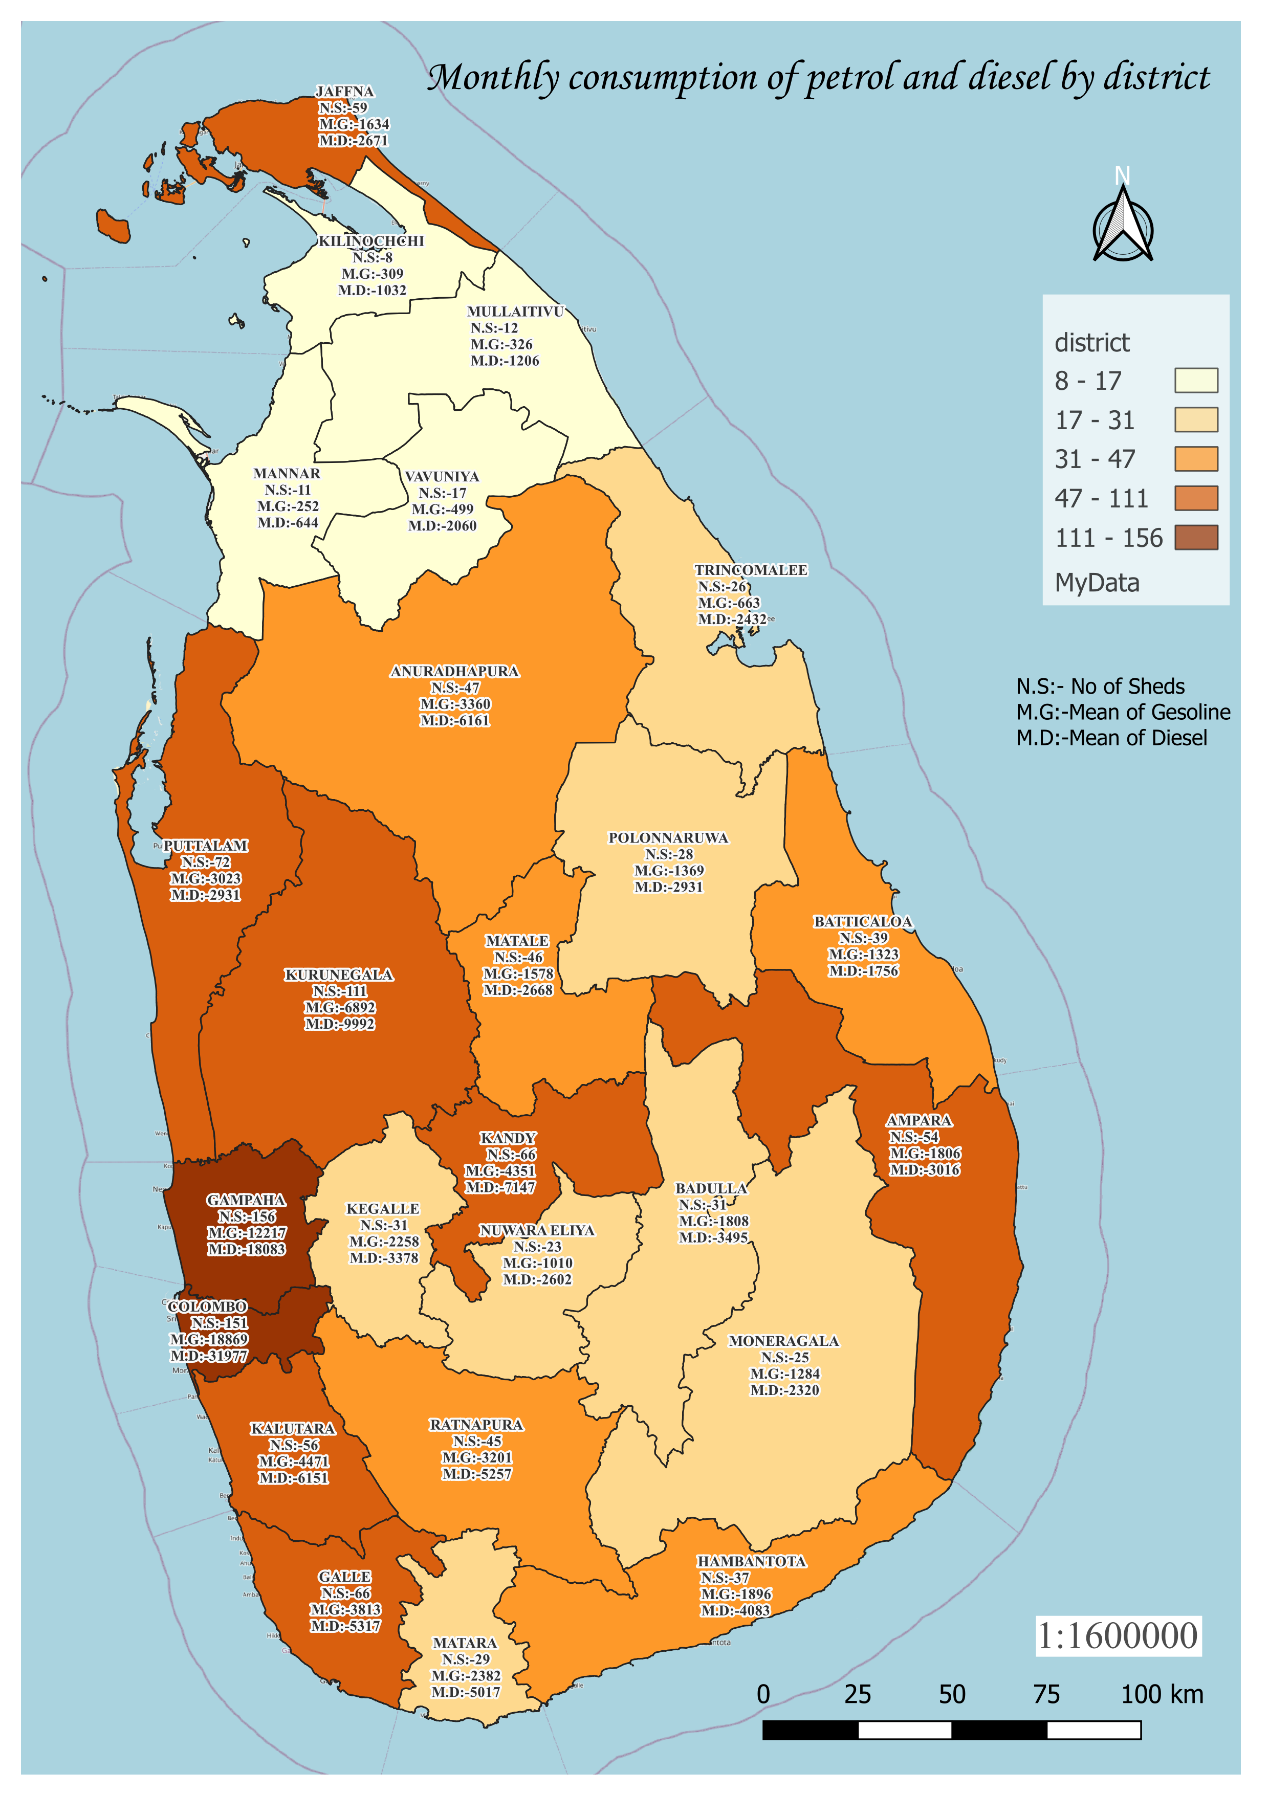 Monthly consumption of petrol and diesel by district
JAFFNA
N.S:-59
M.G:-1634
M.D:-2671
N
KILINOCHCHI
N.S:-8
M.G:-309
M.D:-1032
MULLAITIVU
N.S:-12
M.G:-326
M.D:-1206
district
8 - 17
17 - 31
31 - 47
47 - 111
111 - 156
MyData
MANNAR
N.S:-11
M.G:-252
M.D:-644
VAVUNIYA
N.S:-17
M.G:-499
M.D:-2060
TRINCOMALEE
N.S:-26
M.G:-663
M.D:-2432
N.S:- No of Sheds
M.G:-Mean of Gesoline
M.D:-Mean of Diesel
ANURADHAPURA
N.S:-47
M.G:-3360
M.D:-6161
PUTTALAM
N.S:-72
M.G:-3023
M.D:-2931
POLONNARUWA
N.S:-28
M.G:-1369
M.D:-2931
BATTICALOA
N.S:-39
M.G:-1323
M.D:-1756
MATALE
N.S:-46
M.G:-1578
M.D:-2668
KURUNEGALA
N.S:-111
M.G:-6892
M.D:-9992
AMPARA
N.S:-54
M.G:-1806
M.D:-3016
KANDY
N.S:-66
M.G:-4351
M.D:-7147
GAMPAHA
N.S:-156
M.G:-12217
M.D:-18083
KEGALLE
N.S:-31
M.G:-2258
M.D:-3378
NUWARA ELIYA
N.S:-23
M.G:-1010
M.D:-2602
BADULLA
N.S:-31
M.G:-1808
M.D:-3495
COLOMBO
N.S:-151
M.G:-18869
M.D:-31977
MONERAGALA
N.S:-25
M.G:-1284
M.D:-2320
KALUTARA
N.S:-56
M.G:-4471
M.D:-6151
RATNAPURA
N.S:-45
M.G:-3201
M.D:-5257
GALLE
N.S:-66
M.G:-3813
M.D:-5317
HAMBANTOTA
N.S:-37
M.G:-1896
M.D:-4083
MATARA
N.S:-29
M.G:-2382
M.D:-5017
1:1600000
0 25 50 75 100 km